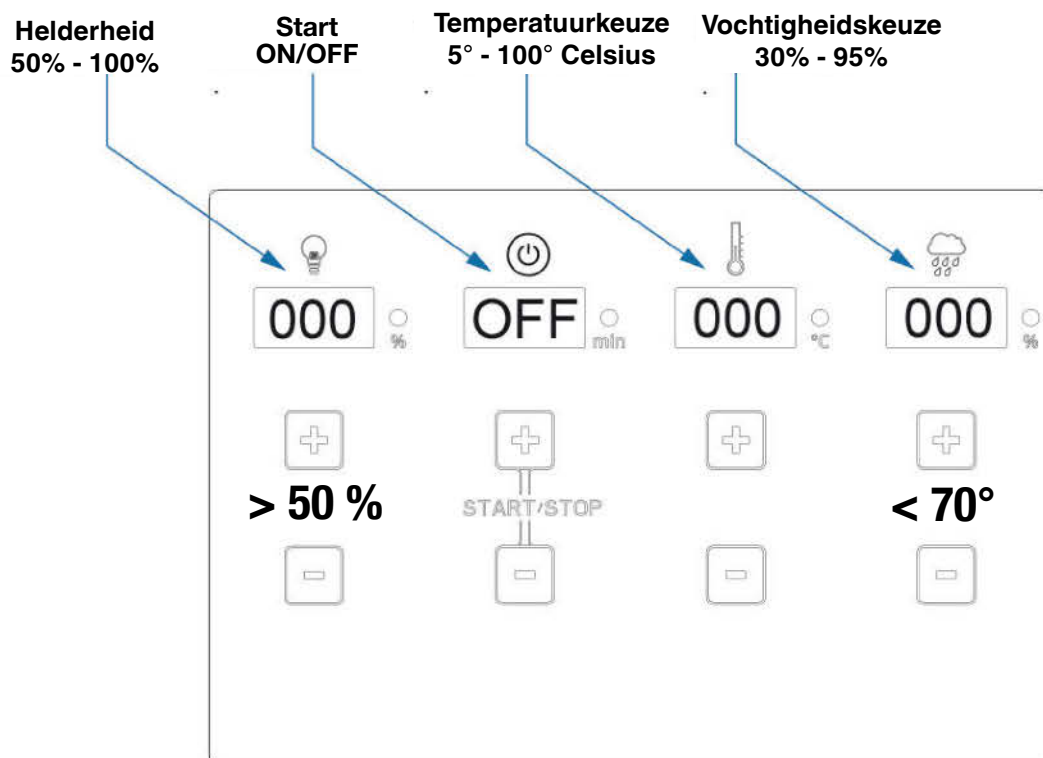 Helderheid
50% - 100%
Start
ON/OFF
Temperatuurkeuze
5° - 100° Celsius
Vochtigheidskeuze
30% - 95%
000 %
OFF min
000 °C
000 %
+ + + +
> 50 % START/STOP < 70°
- - - -